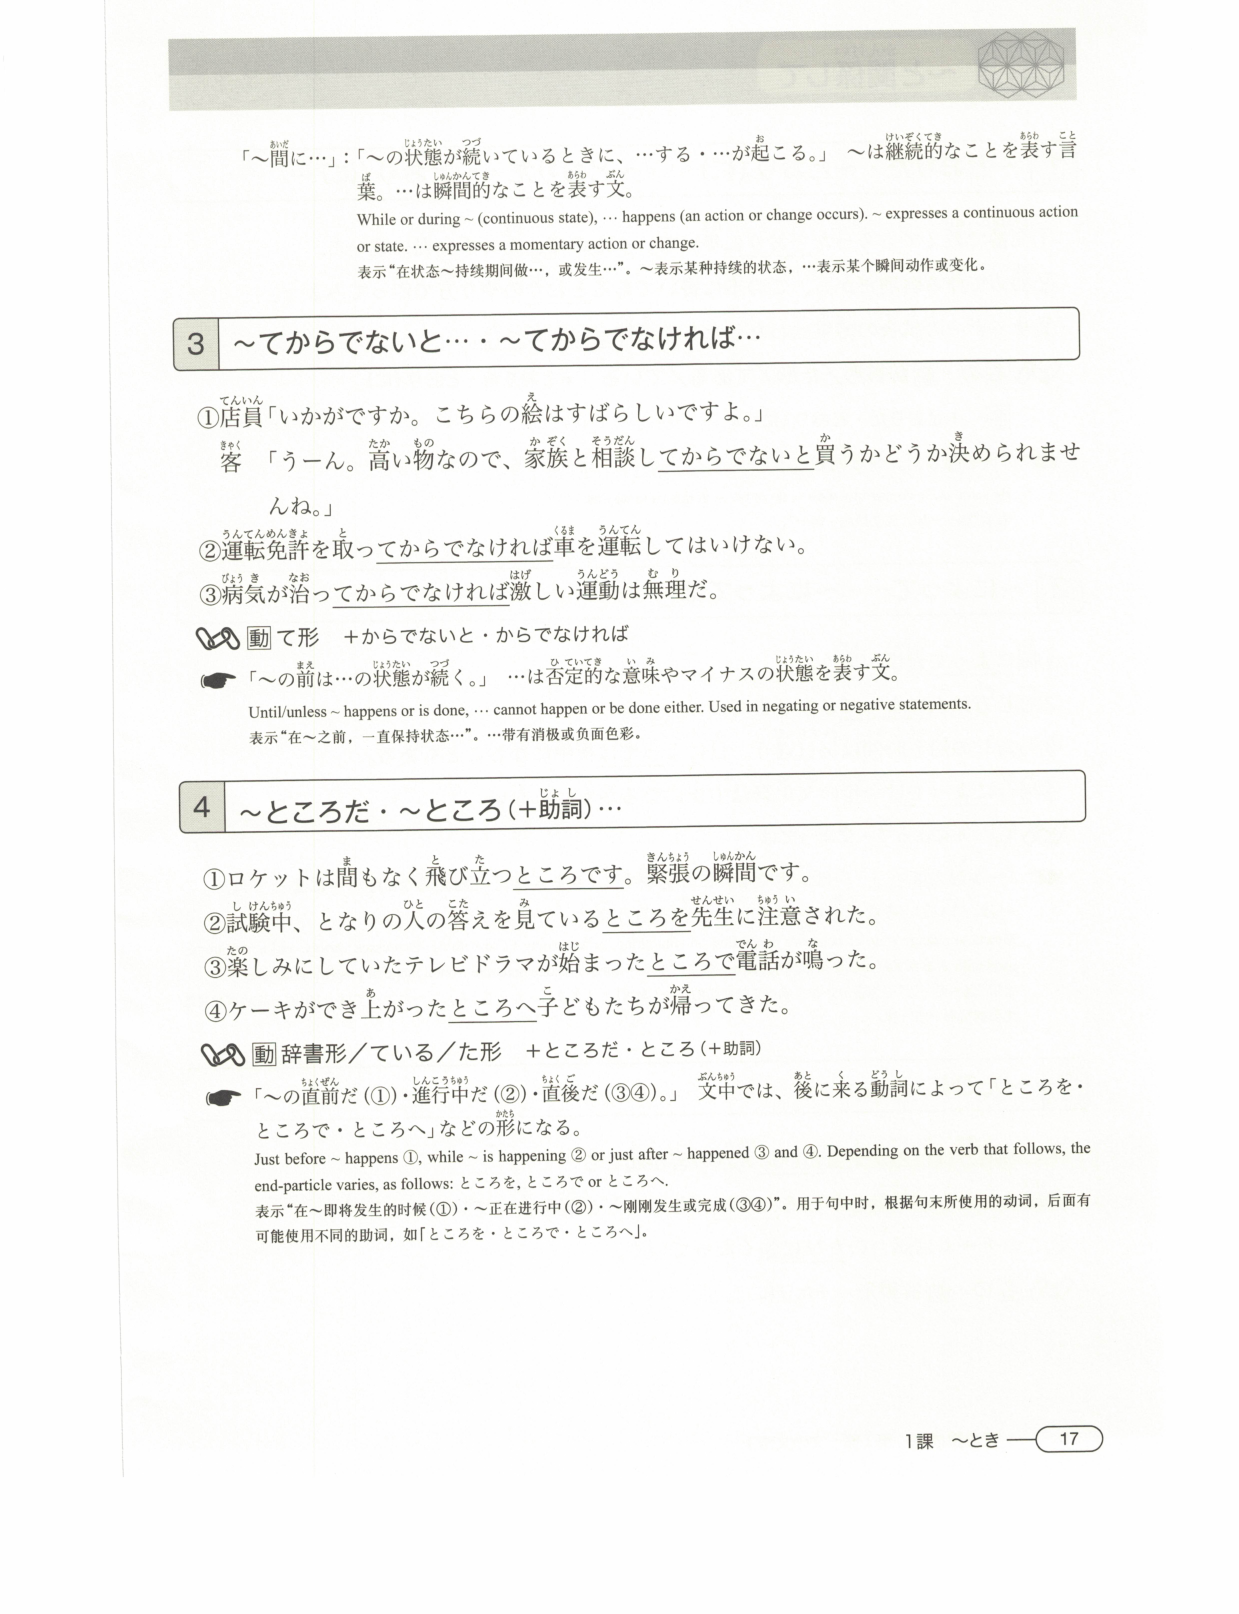 「～間に…」:「～の状態が続いているときに、…する・…が起こる。」 ～は継続的なことを表す言
葉。…は瞬間的なことを表す文。
While or during ~ (continuous state), … happens (an action or change occurs). ~ expresses a continuous action
or state. … expresses a momentary action or change.
表示“在状态～持续期间做…，或发生…”。～表示某种持续的状态，…表示某个瞬间动作或变化。
3 ～てからでないと…・～てからでなければ…
①店員「いかがですか。こちらの絵はすばらしいですよ。」
客 「うーん。高い物なので、家族と相談してからでないと買うかどうか決められませ
んね。」
②運転免許を取ってからでなければ車を運転してはいけない。
③病気が治ってからでなければ激しい運動は無理だ。
動て形 +からでないと・からでなければ
「～の前は…の状態が続く。」 …は否定的な意味やマイナスの状態を表す文。
Until/unless ~ happens or is done, … cannot happen or be done either. Used in negating or negative statements.
表示“在～之前，一直保持状态…”。…带有消极或负面色彩。
4 ～ところだ・～ところ(+助詞)…
①ロケットは間もなく飛び立つところです。緊張の瞬間です。
②試験中、となりの人の答えを見ているところを先生に注意された。
③楽しみにしていたテレビドラマが始まったところで電話が鳴った。
④ケーキができ上がったところへ子どもたちが帰ってきた。
動辞書形/ている/た形 +ところだ・ところ(+助詞)
「～の直前だ(①)・進行中だ(②)・直後だ(③④)。」 文中では、後に来る動詞によって「ところを・
ところで・ところへ」などの形になる。
Just before ~ happens ①, while ~ is happening ② or just after ~ happened ③ and ④. Depending on the verb that follows, the
end-particle varies, as follows: ところを, ところで or ところへ.
表示“在～即将发生的时候(①)・～正在进行中(②)・～刚刚发生或完成(③④)”。用于句中时，根据句末所使用的动词，后面有
可能使用不同的助词，如「ところを・ところで・ところへ」。
1課 ～とき 17